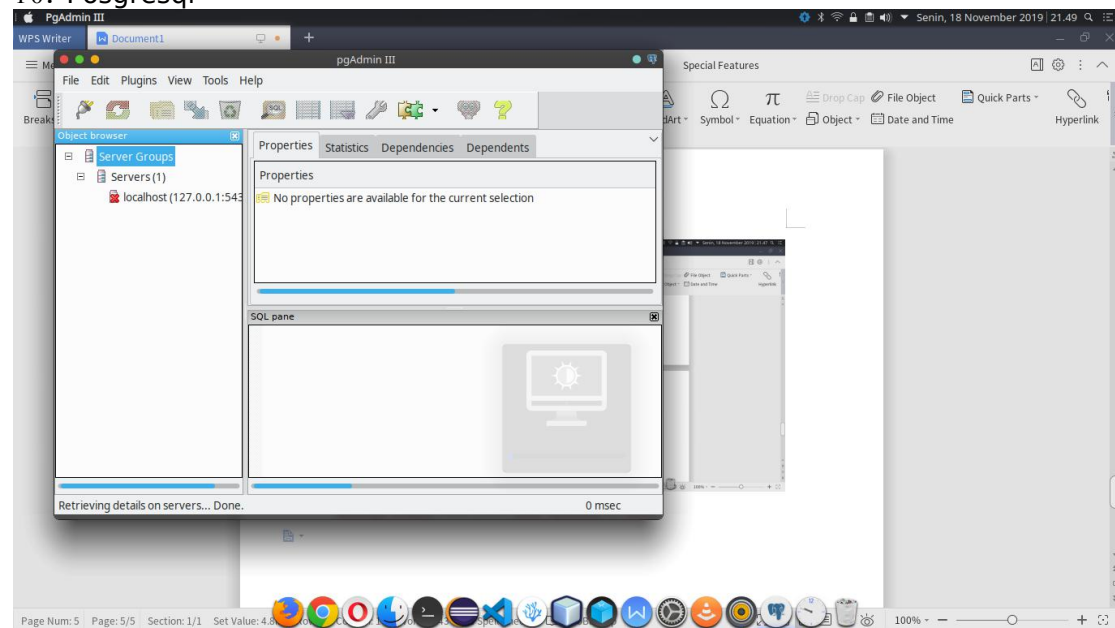 PgAdmin III
Senin, 18 November 2019 21.49
WPS Writer
Document1
pgAdmin III
Special Features
File Edit Plugins View Tools Help
Drop Cap
File Object
Quick Parts
Breaks
Symbol
Equation
Object
Date and Time
Hyperlink
SQL
Object browser
Server Groups
Servers (1)
localhost (127.0.0.1:543
Properties Statistics Dependencies Dependents
Properties
No properties are available for the current selection
SQL pane
Retrieving details on servers... Done.
0 msec
Page Num: 5 Page: 5/5 Section: 1/1 Set Value: 4.8
100%